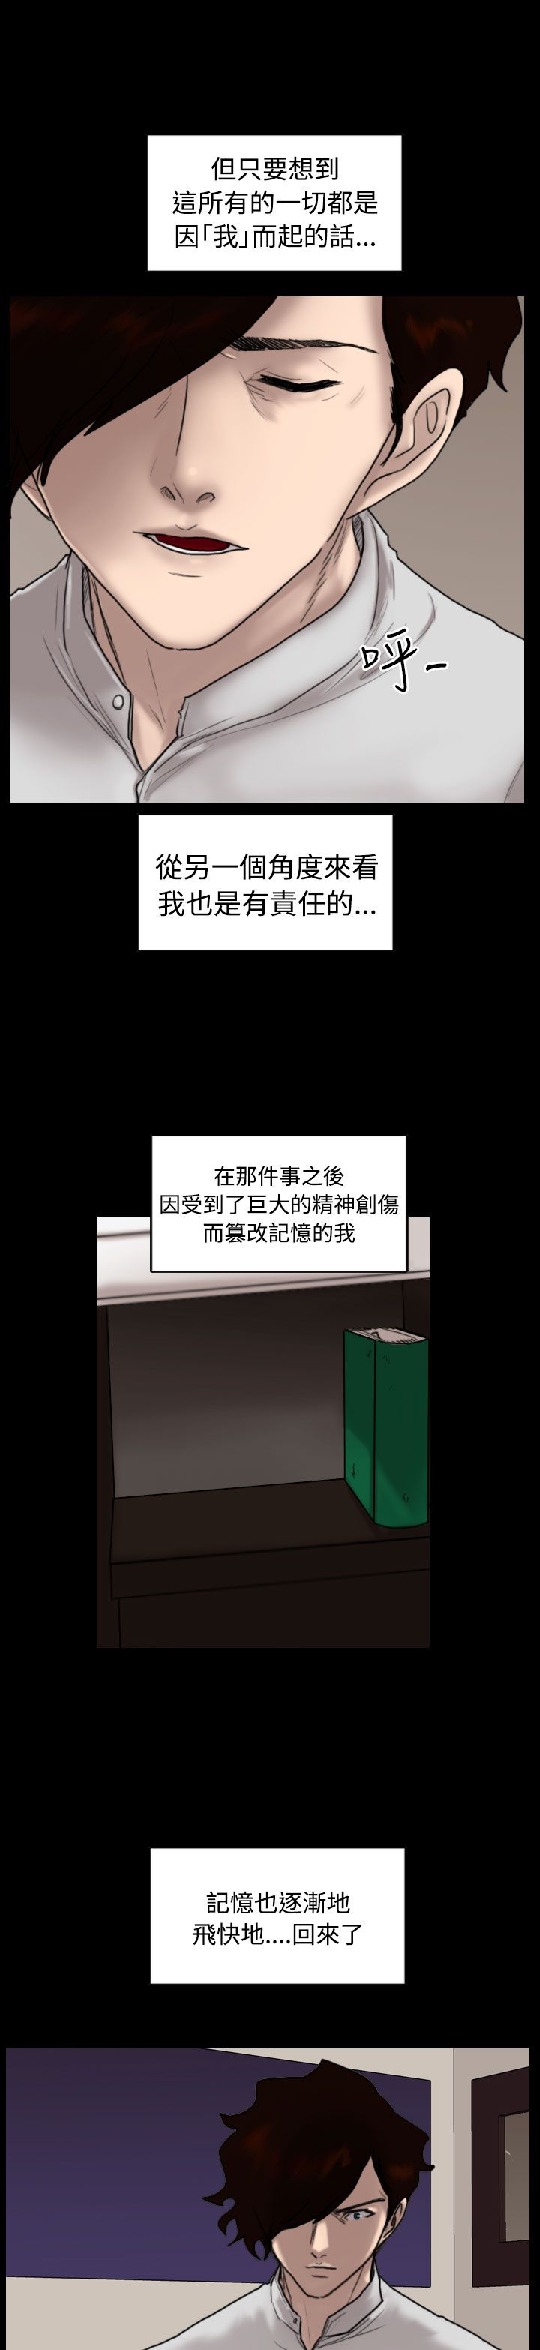 但只要想到
這所有的一切都是
因「我」而起的話...
呼-
從另一個角度來看
我也是有責任的...
在那件事之後
因受到了巨大的精神創傷
而篡改記憶的我
記憶也逐漸地
飛快地....回來了